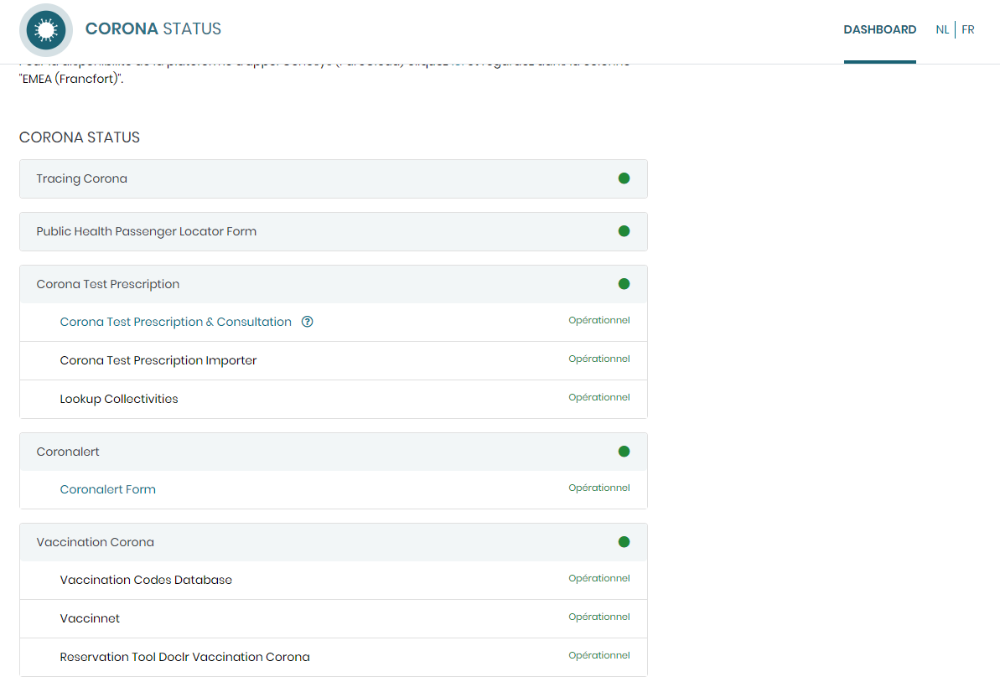 CORONA STATUS
DASHBOARD
NL
FR
"EMEA (Francfort)".
CORONA STATUS
Tracing Corona
Public Health Passenger Locator Form
Corona Test Prescription
Corona Test Prescription & Consultation ?
Opérationnel
Corona Test Prescription Importer
Opérationnel
Lookup Collectivities
Opérationnel
Coronalert
Coronalert Form
Opérationnel
Vaccination Corona
Vaccination Codes Database
Opérationnel
Vaccinnet
Opérationnel
Reservation Tool Doclr Vaccination Corona
Opérationnel